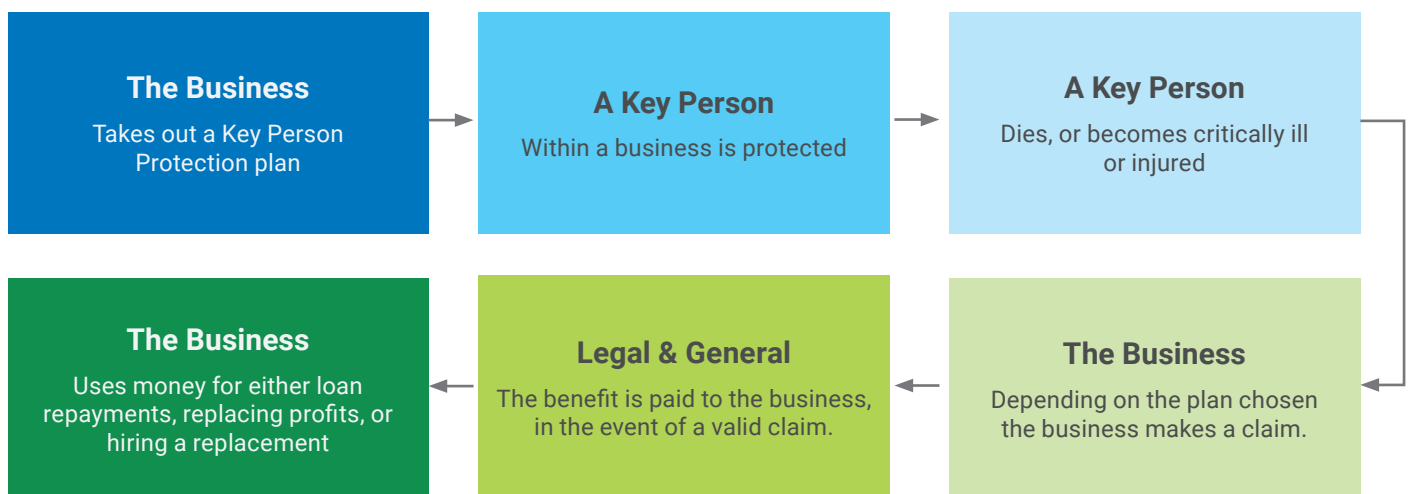 The Business
Takes out a Key Person
Protection plan
A Key Person
Within a business is protected
A Key Person
Dies, or becomes critically ill
or injured
The Business
Depending on the plan chosen
the business makes a claim.
Legal & General
The benefit is paid to the business,
in the event of a valid claim.
The Business
Uses money for either loan
repayments, replacing profits, or
hiring a replacement